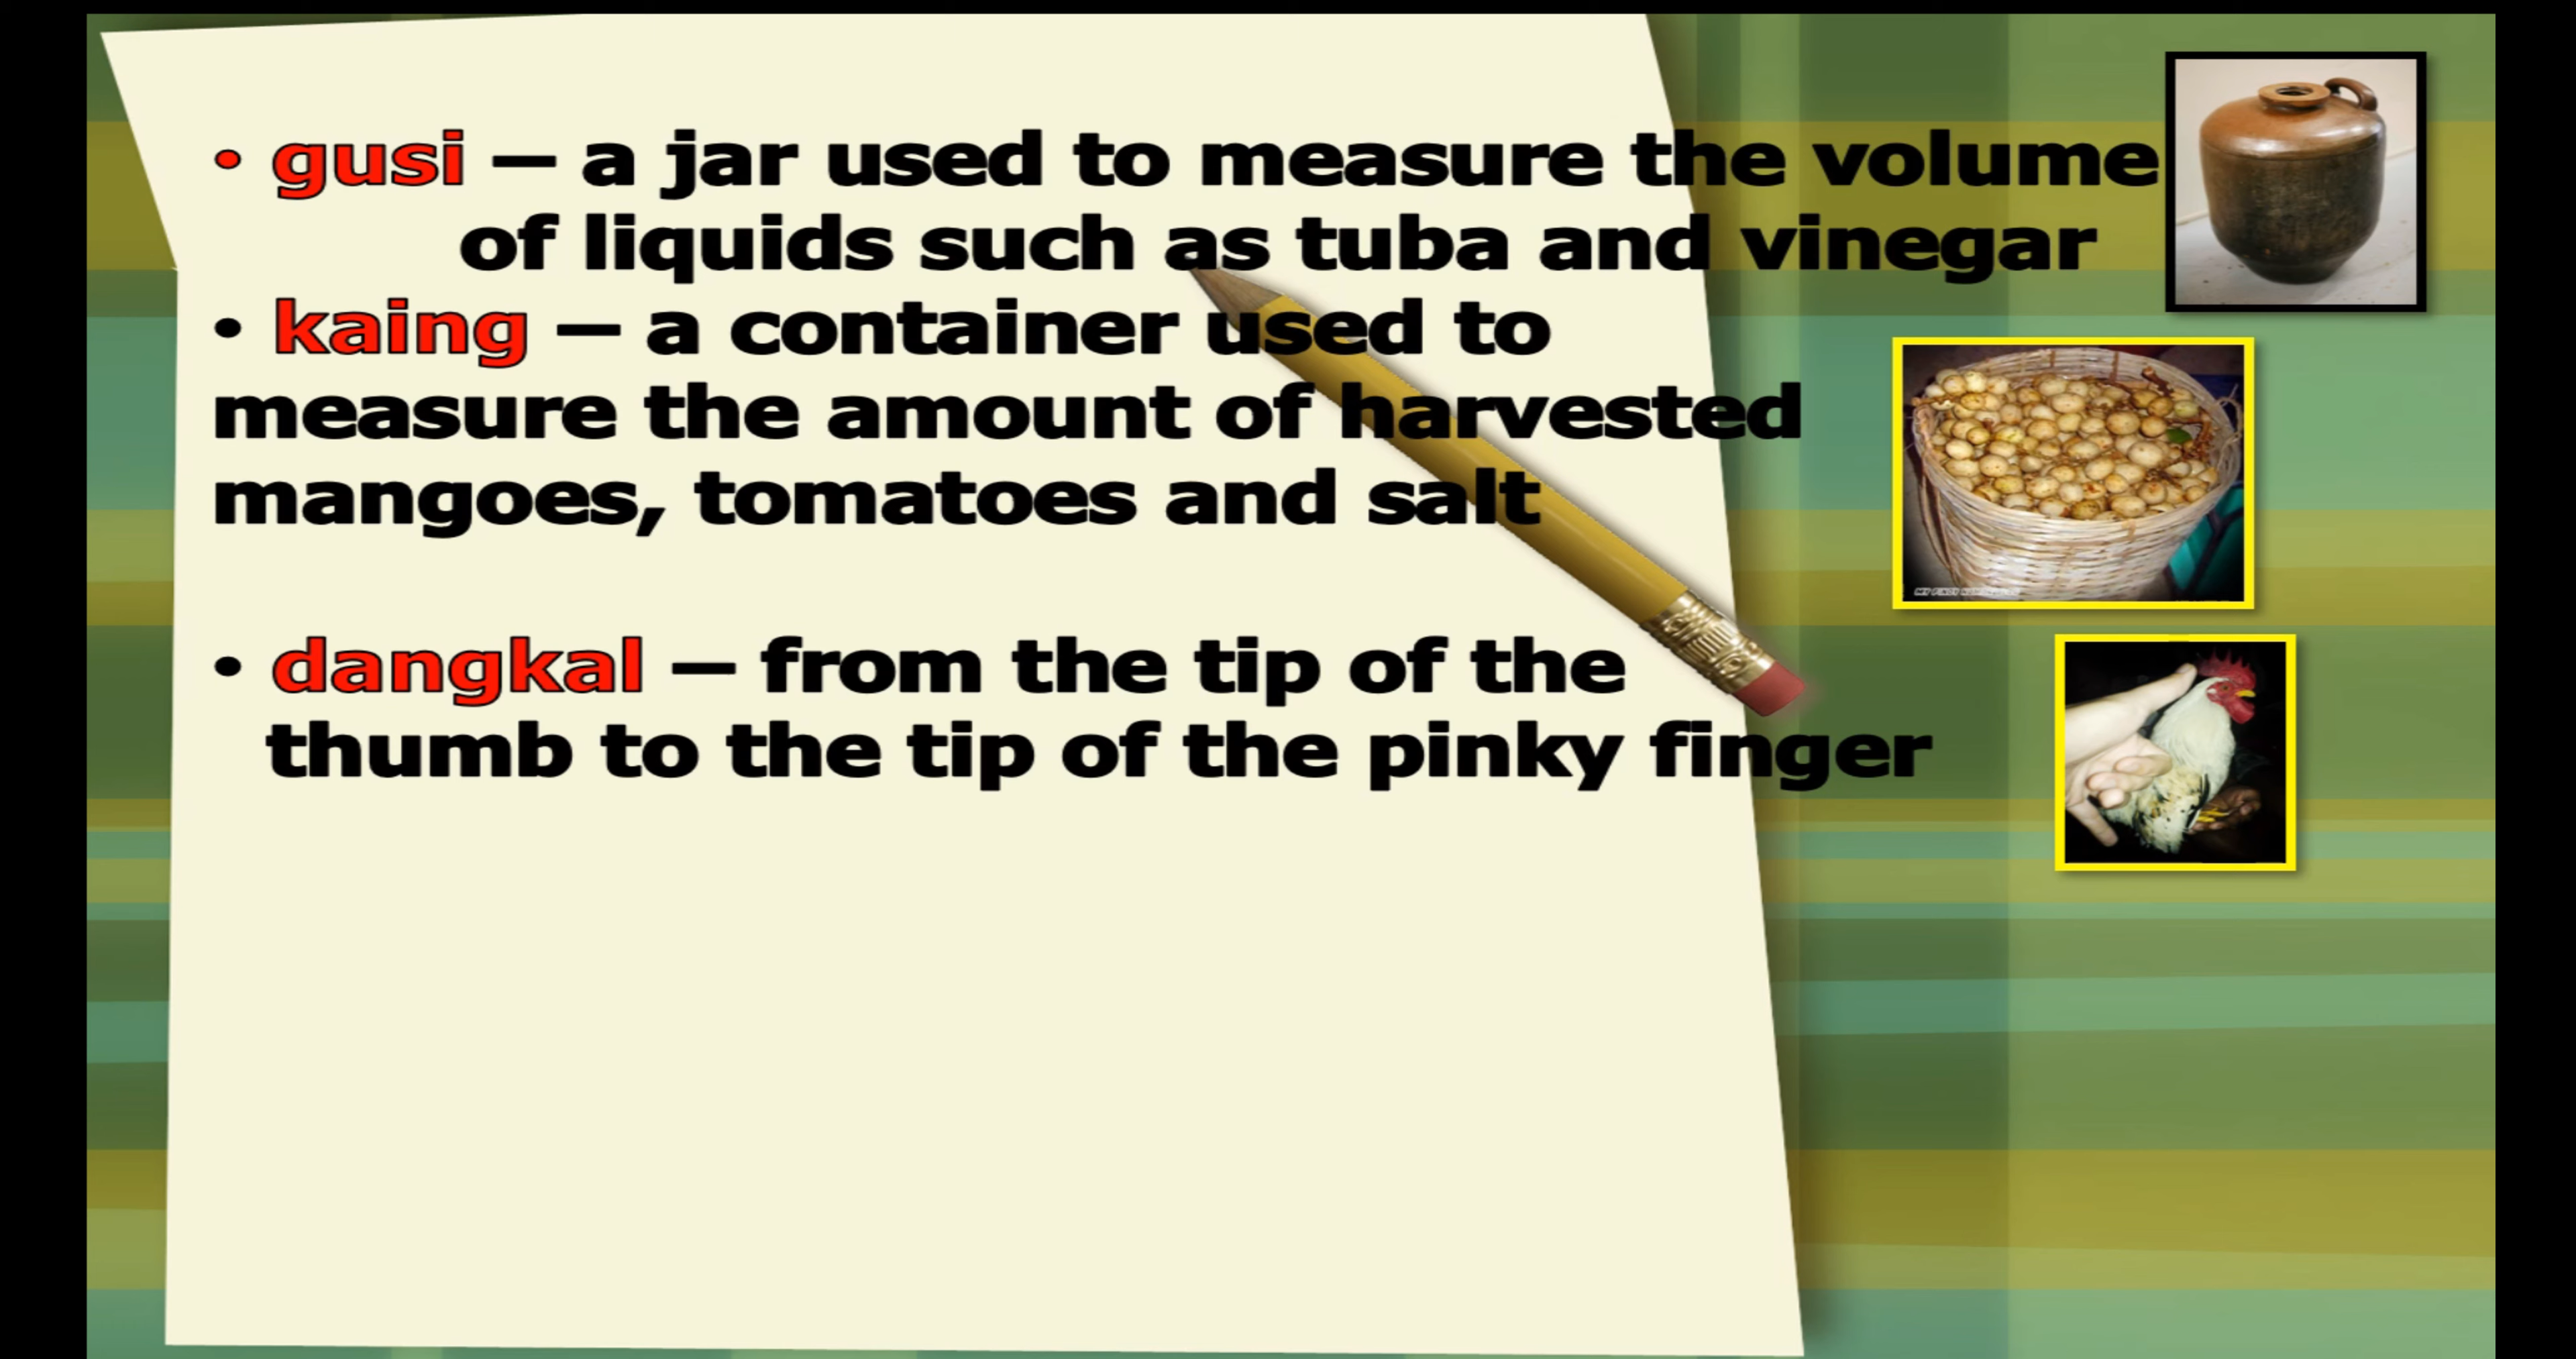 • gusi – a jar used to measure the volume
of liquids such as tuba and vinegar
• kaing – a container used to
measure the amount of harvested
mangoes, tomatoes and salt
• dangkal – from the tip of the
thumb to the tip of the pinky finger